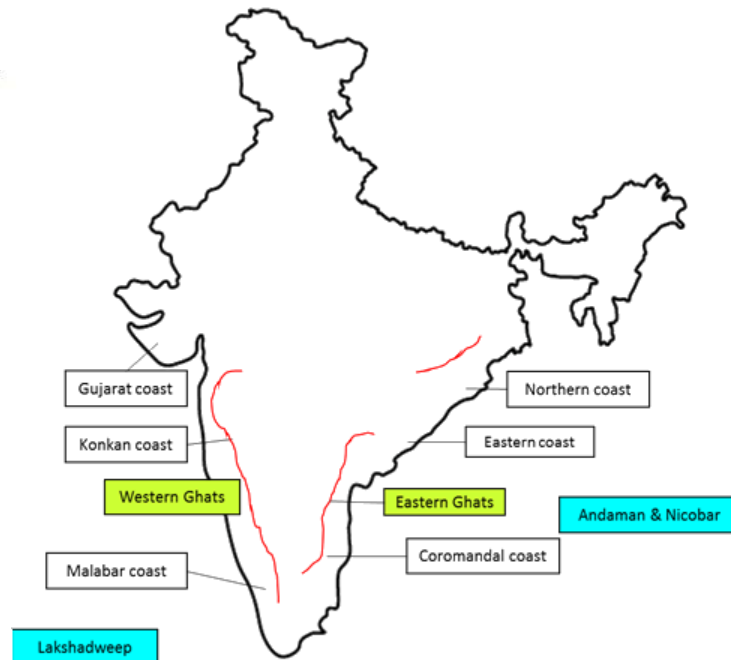 Gujarat coast
Northern coast
Konkan coast
Eastern coast
Western Ghats
Eastern Ghats
Andaman & Nicobar
Coromandal coast
Malabar coast
Lakshadweep